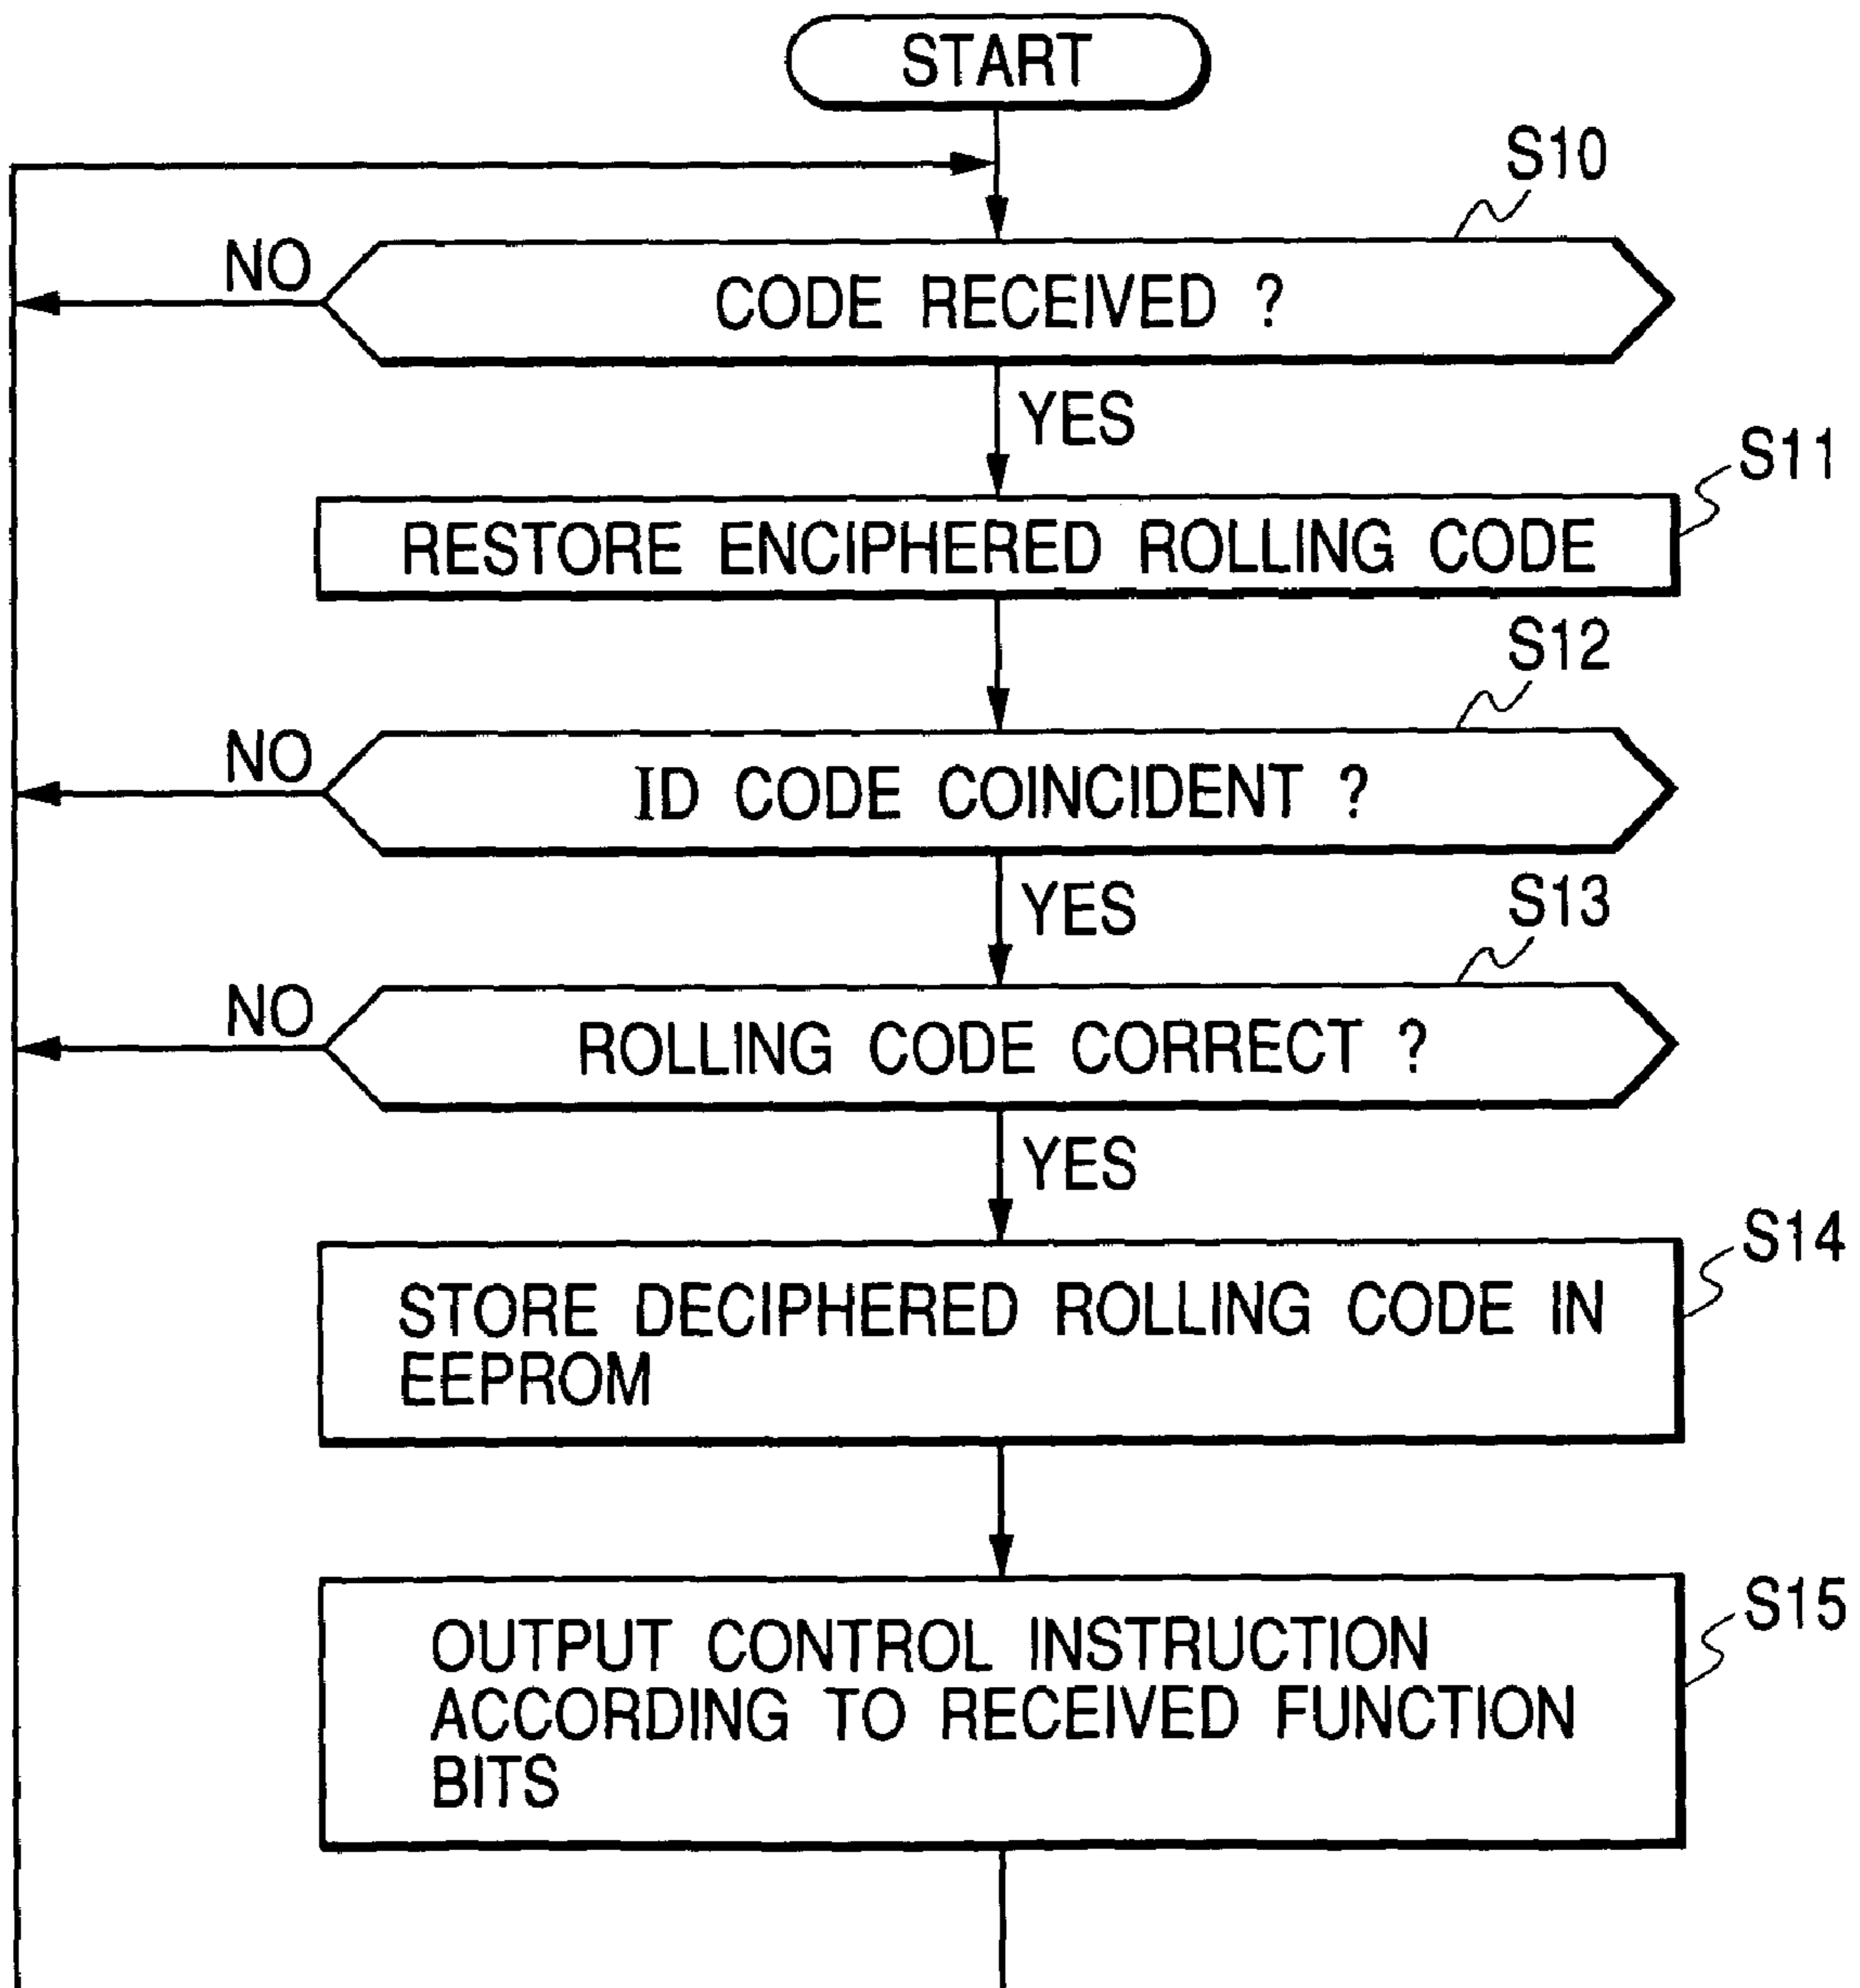 START
S10
NO
CODE RECEIVED ?
YES
S11
RESTORE ENCIPHERED ROLLING CODE
S12
NO
ID CODE COINCIDENT ?
YES
S13
NO
ROLLING CODE CORRECT ?
YES
S14
STORE DECIPHERED ROLLING CODE IN
EEPROM
S15
OUTPUT CONTROL INSTRUCTION
ACCORDING TO RECEIVED FUNCTION
BITS